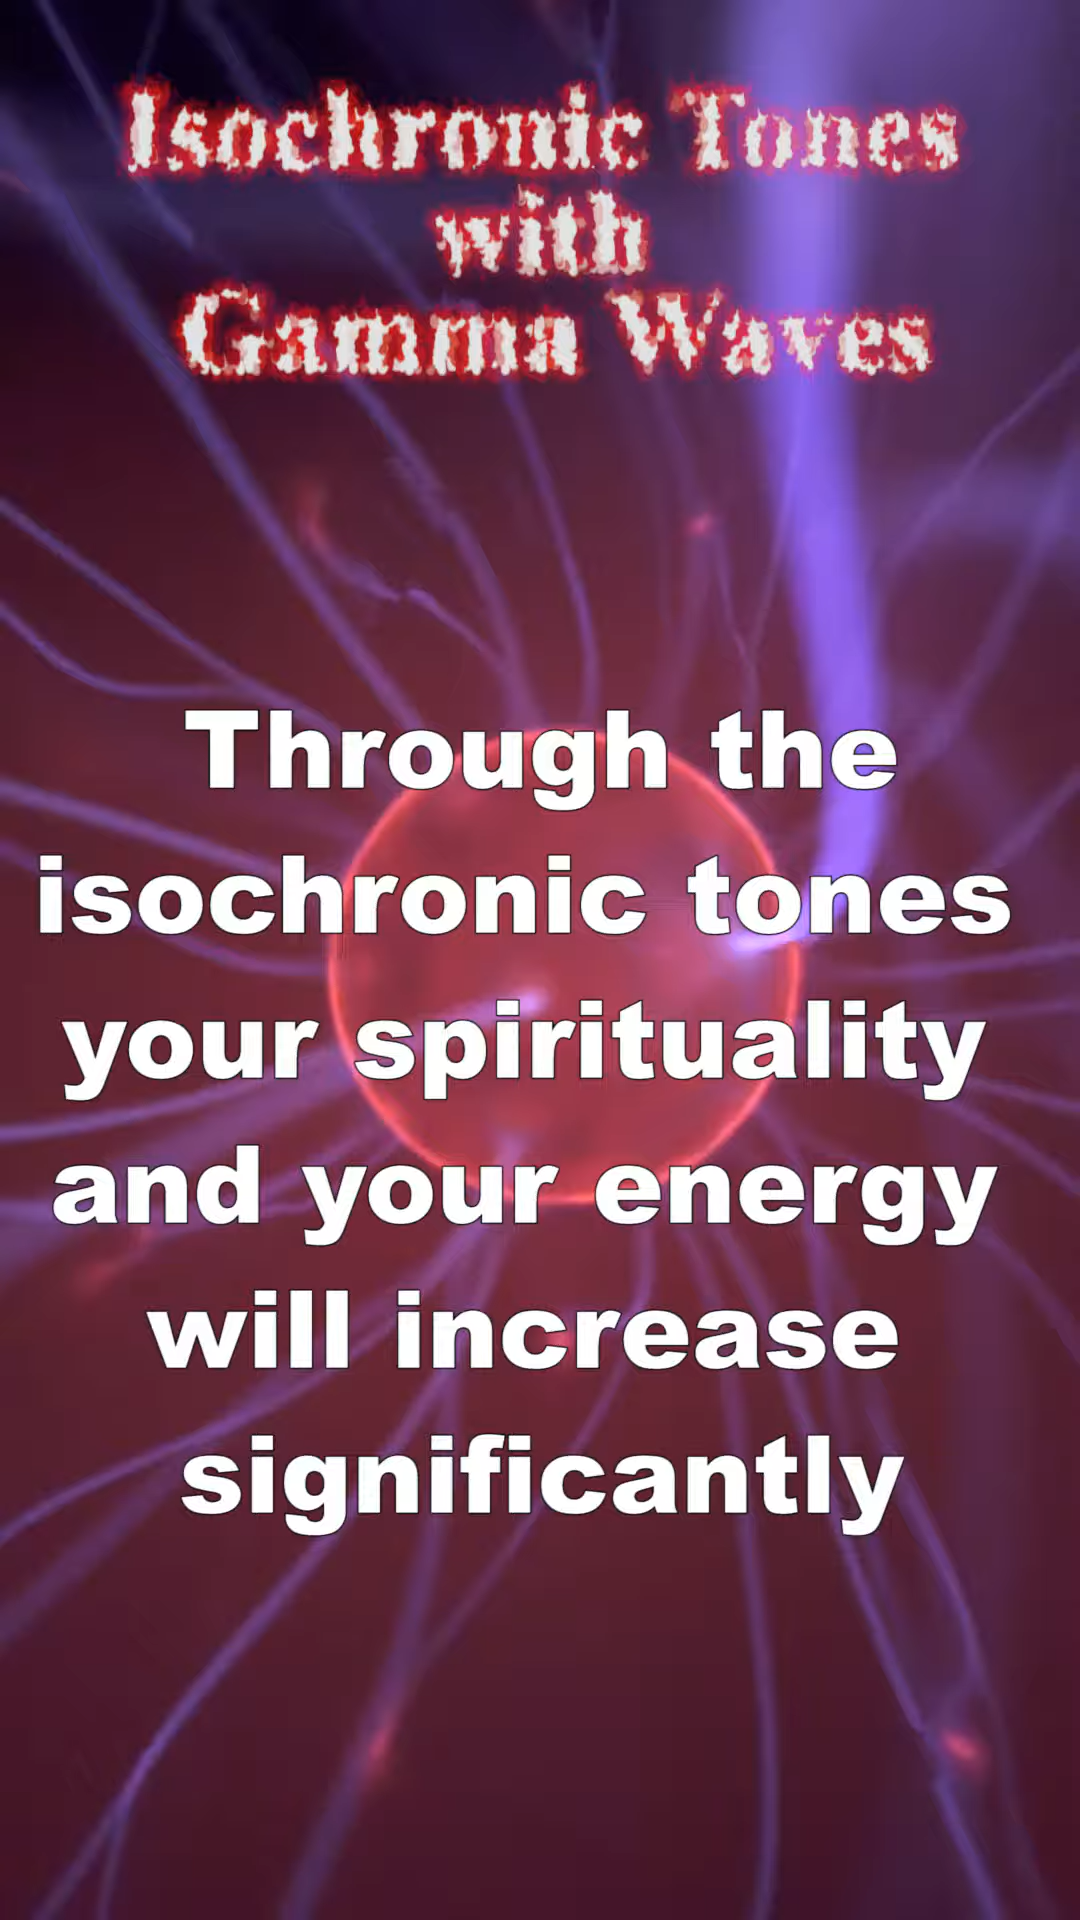 Isochronic Tones
with
Gamma Waves
Through the
isochronic tones
your spirituality
and your energy
will increase
significantly